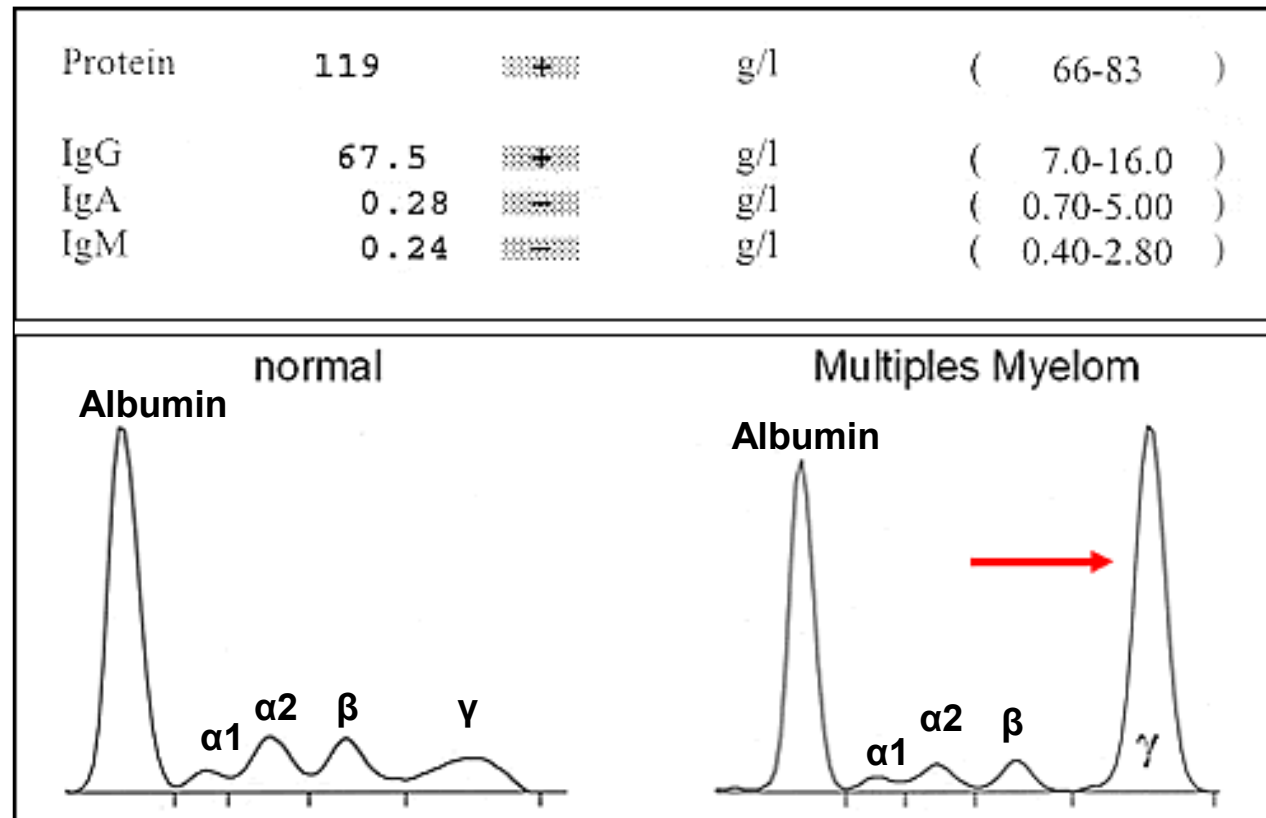 Protein 119 + g/l ( 66-83 )
IgG 67.5 + g/l ( 7.0-16.0 )
IgA 0.28 - g/l ( 0.70-5.00 )
IgM 0.24 - g/l ( 0.40-2.80 )
normal Multiples Myelom
Albumin Albumin
α1 α2 β γ α1 α2 β γ